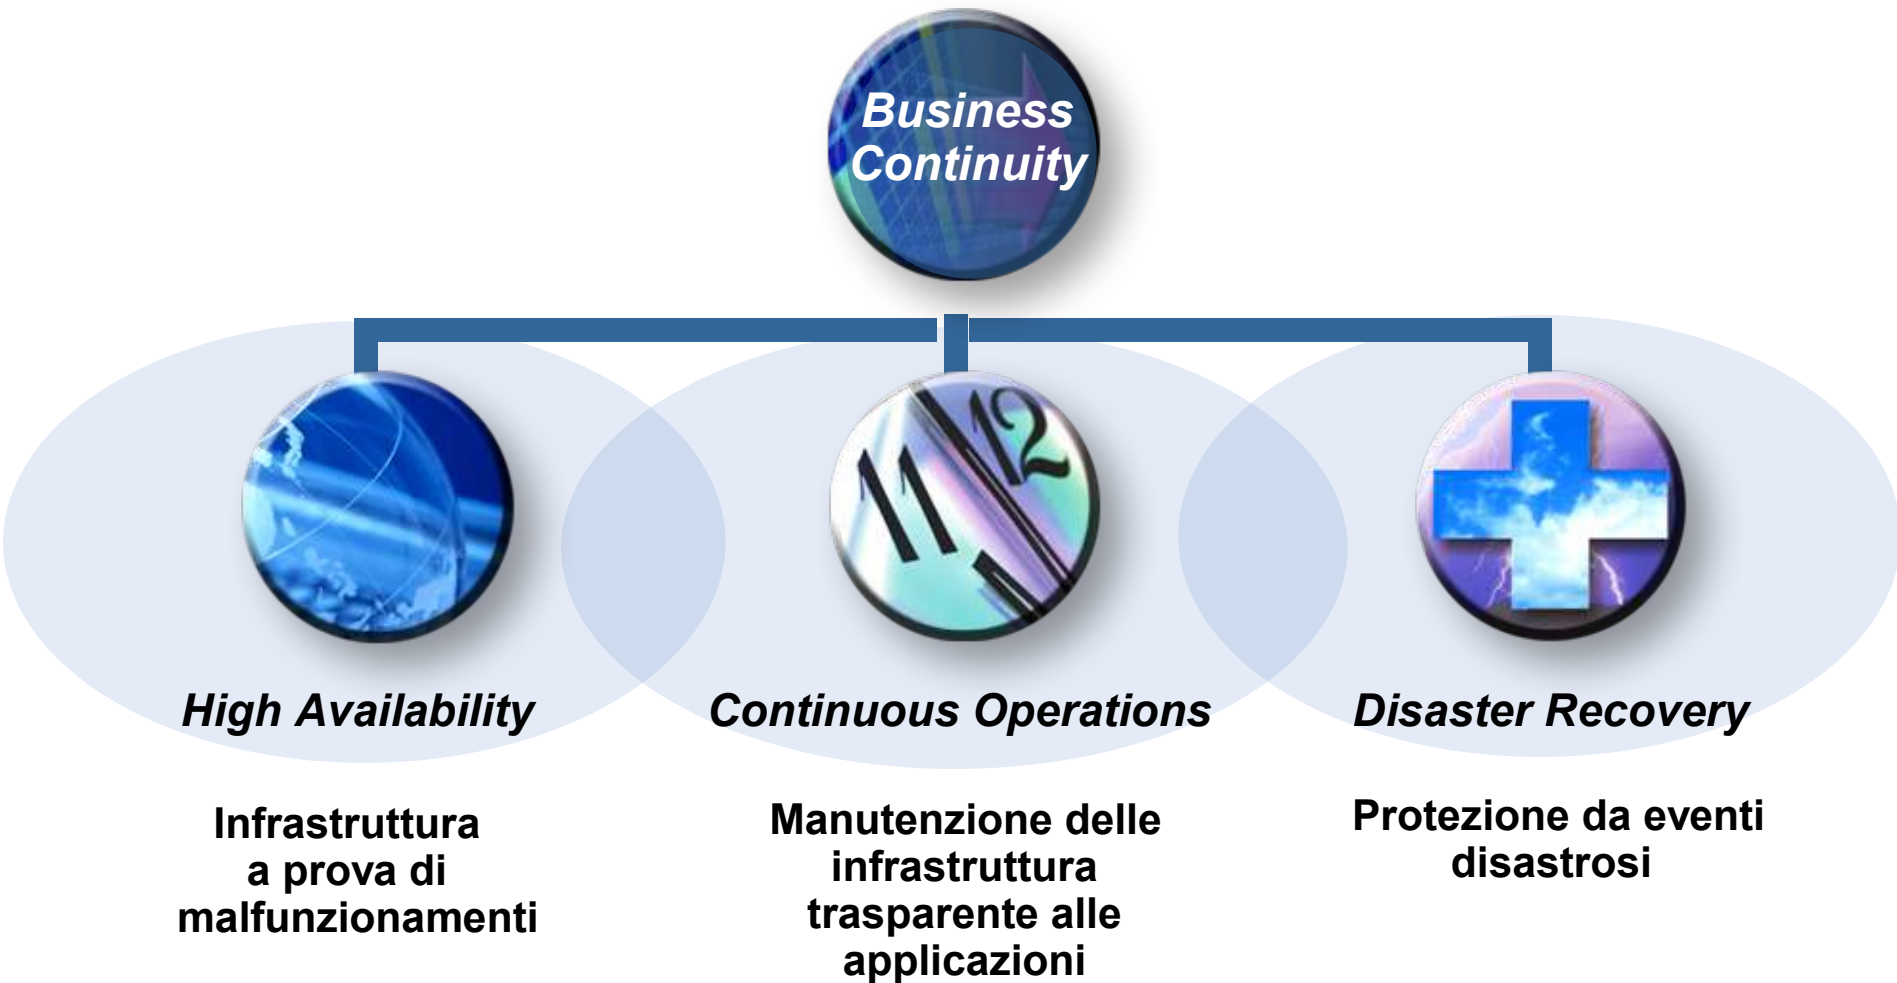 Business
Continuity
High Availability
Continuous Operations
Disaster Recovery
Infrastruttura
a prova di
malfunzionamenti
Manutenzione delle
infrastruttura
trasparente alle
applicazioni
Protezione da eventi
disastrosi
11
12